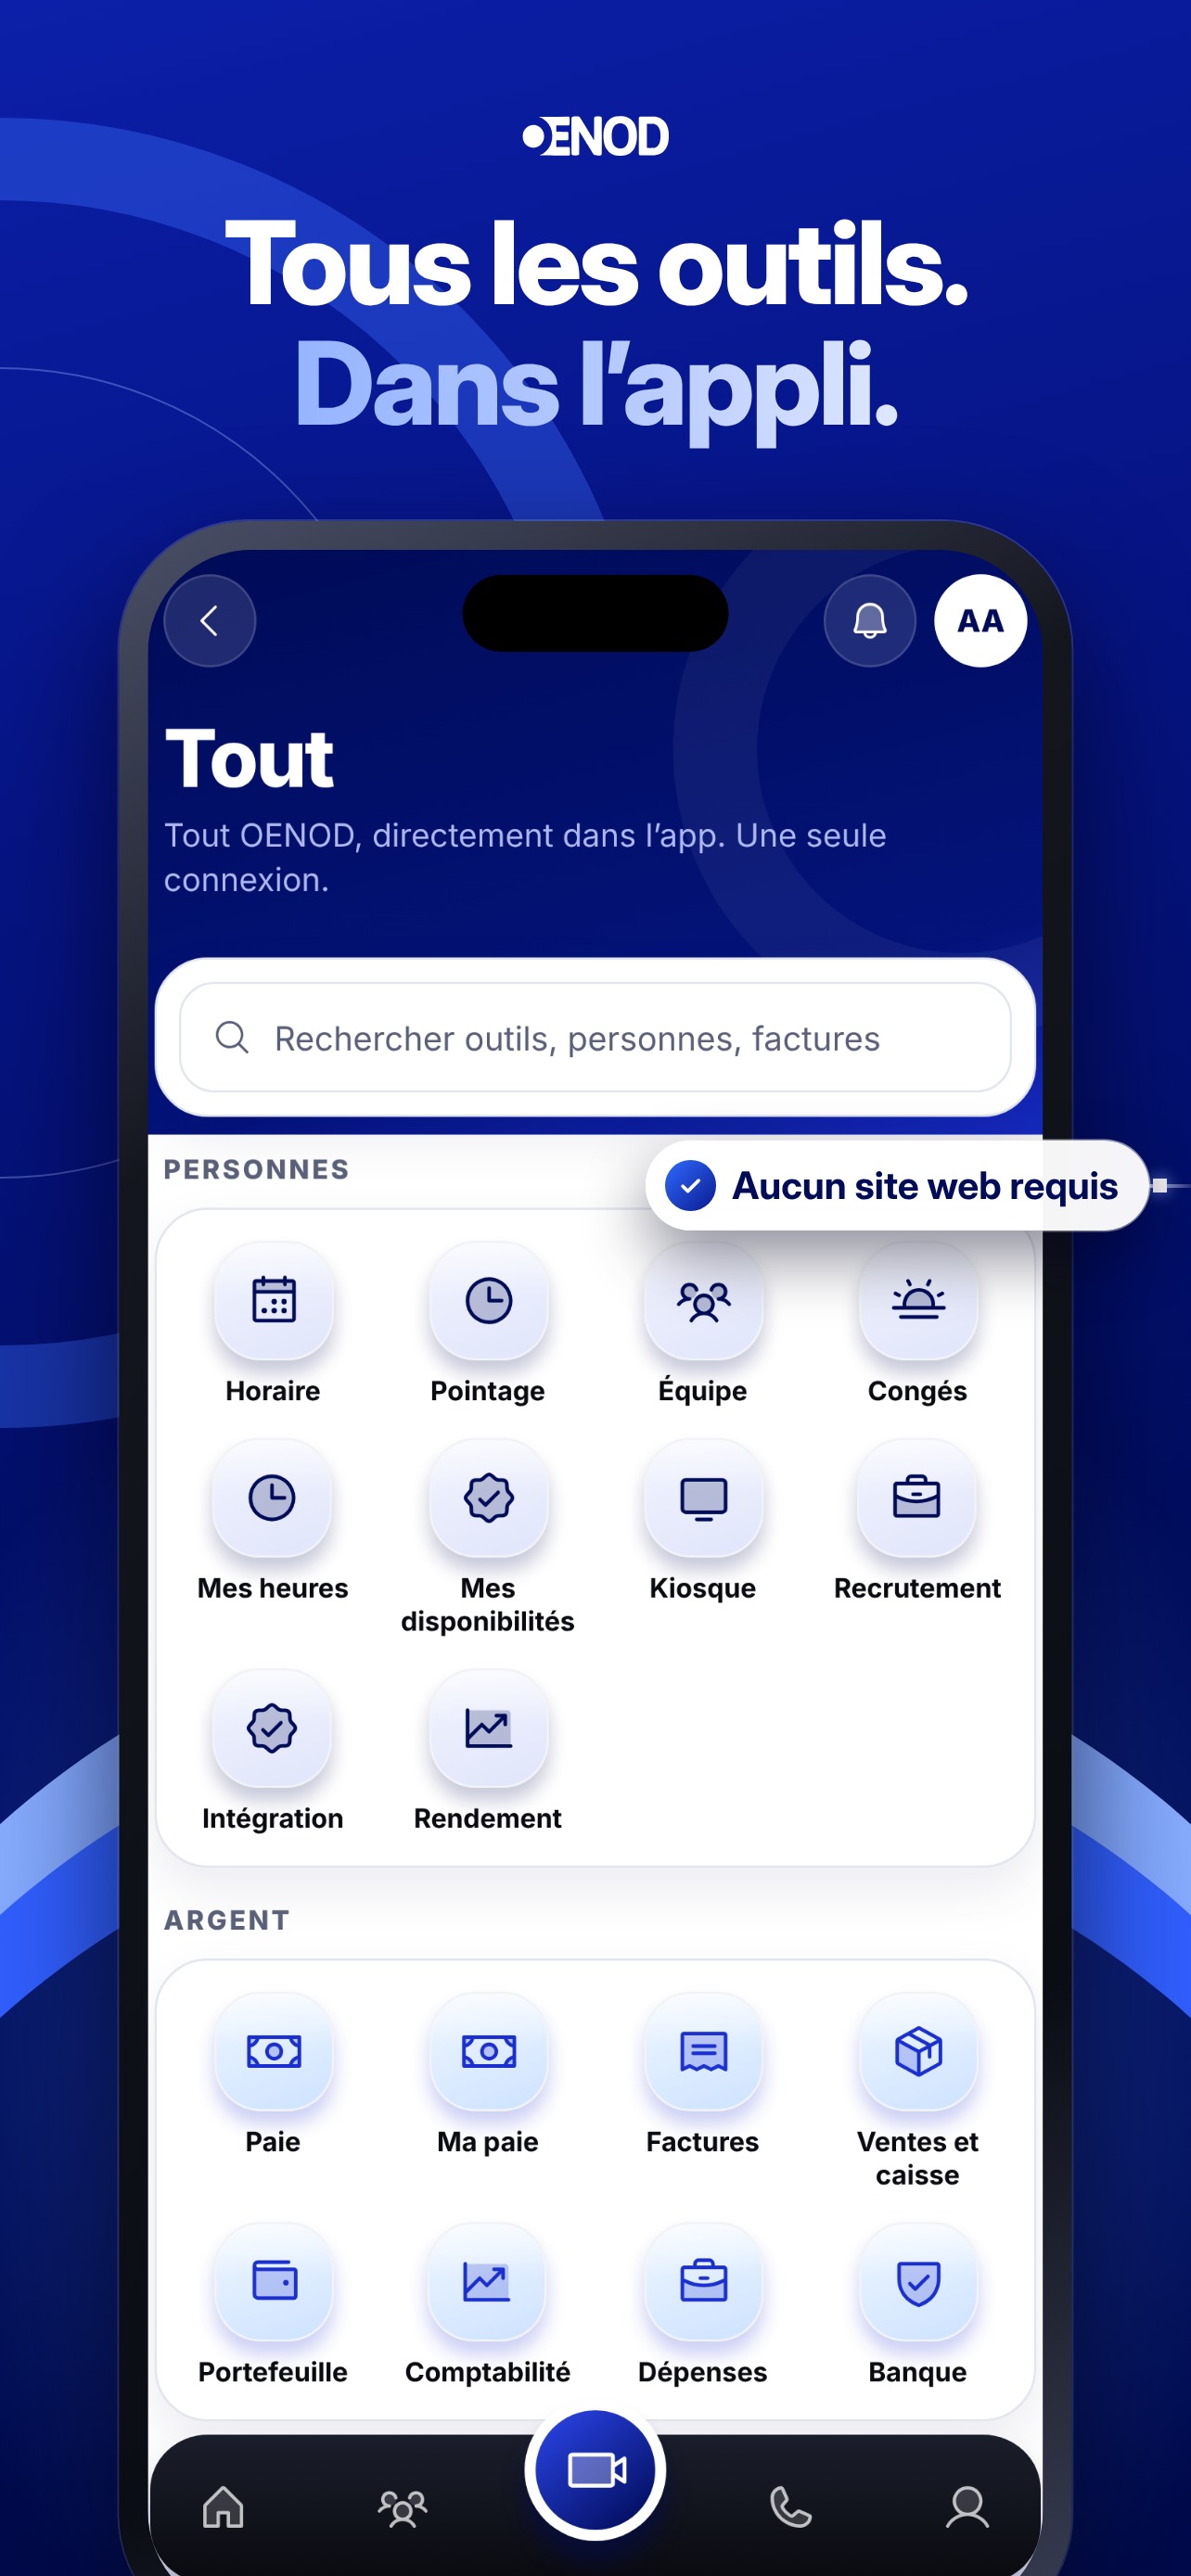 OENOD
Tous les outils.
Dans l’appli.
AA
Tout
Tout OENOD, directement dans l’app. Une seule
connexion.
Rechercher outils, personnes, factures
PERSONNES
Aucun site web requis
Horaire
Pointage
Équipe
Congés
Mes heures
Mes
disponibilités
Kiosque
Recrutement
Intégration
Rendement
ARGENT
Paie
Ma paie
Factures
Ventes et
caisse
Portefeuille
Comptabilité
Dépenses
Banque